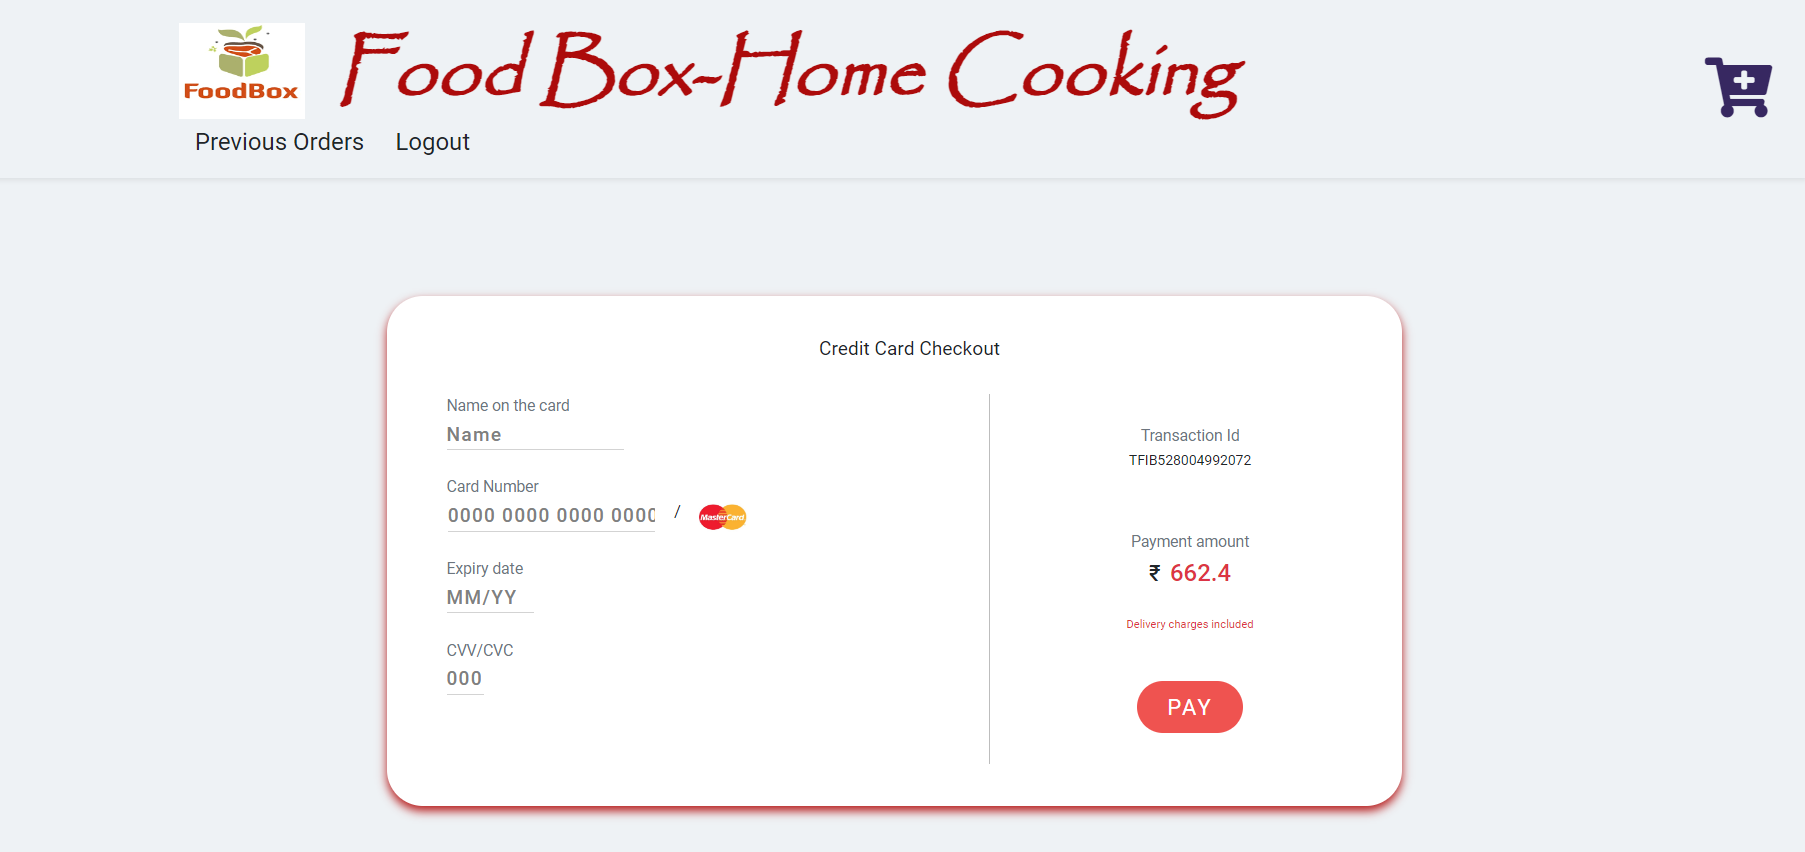 FoodBox
Food Box-Home Cooking
Previous Orders Logout
Credit Card Checkout
Name on the card
Name
Card Number
0000 0000 0000 0000 / MasterCard
Expiry date
MM/YY
CVV/CVC
000
Transaction Id
TFIB528004992072
Payment amount
₹ 662.4
Delivery charges included
PAY